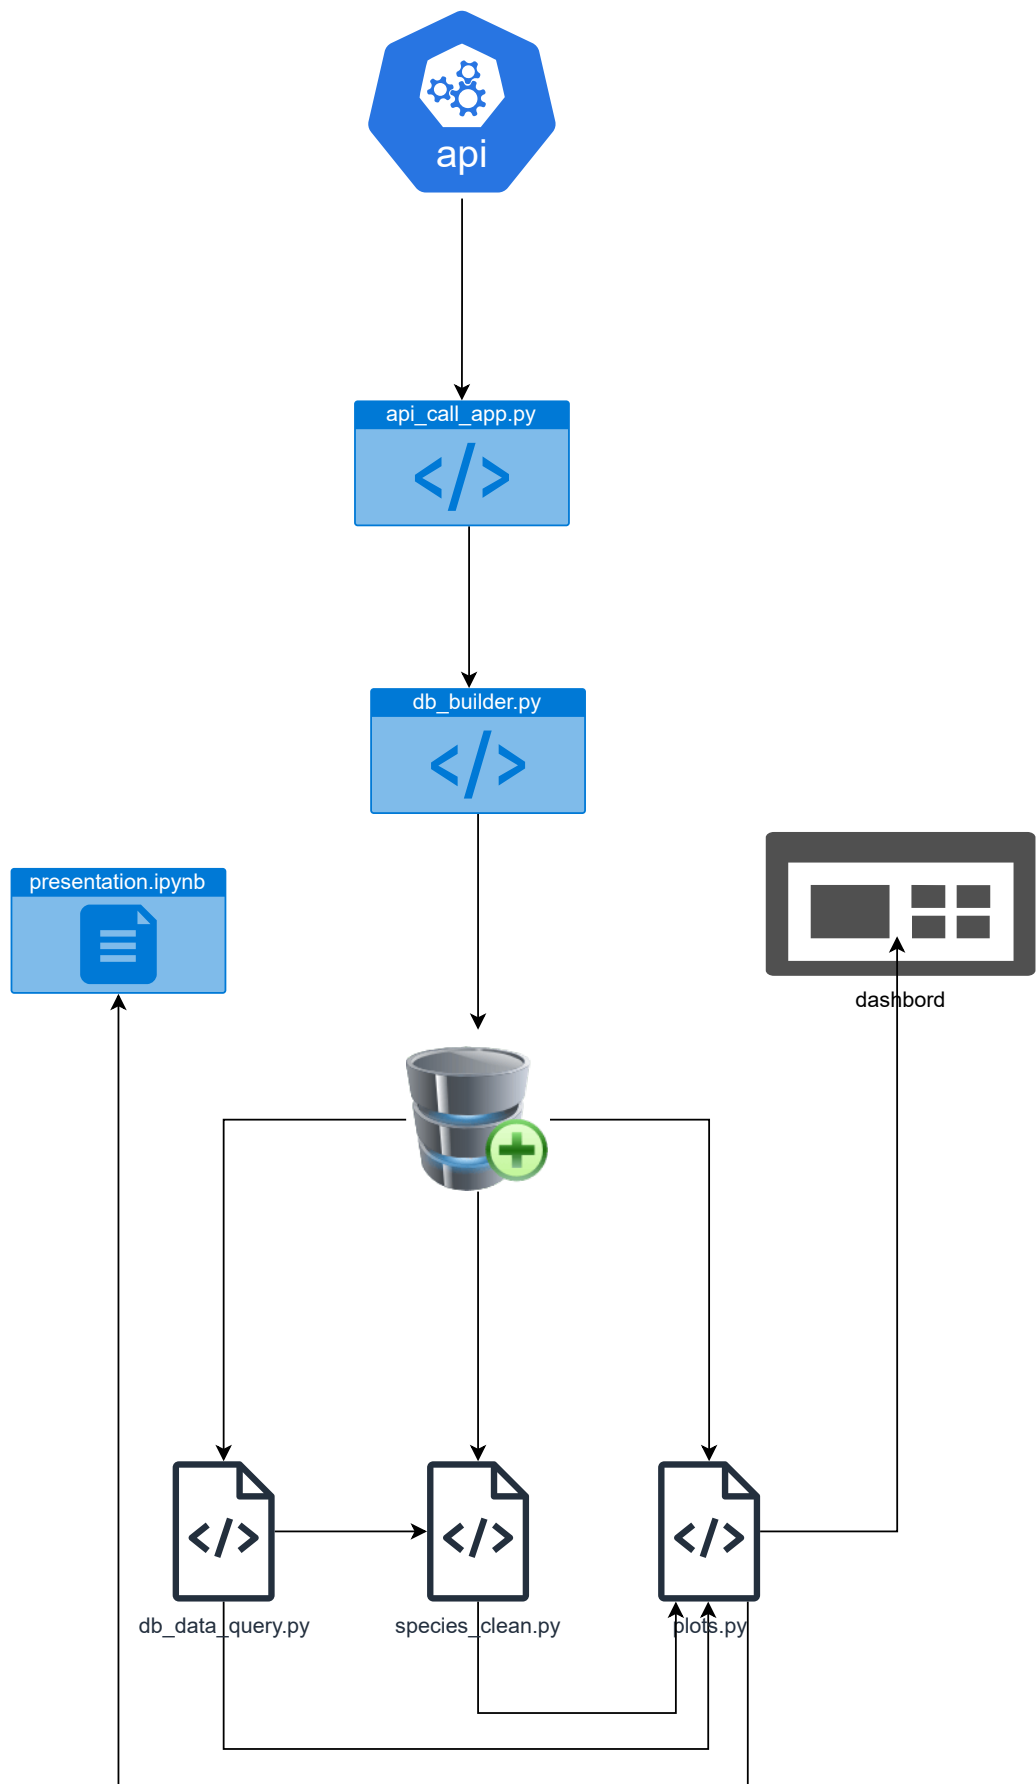 api
api_call_app.py
db_builder.py
presentation.ipynb
dashbord
db_data_query.py
species_clean.py
plots.py